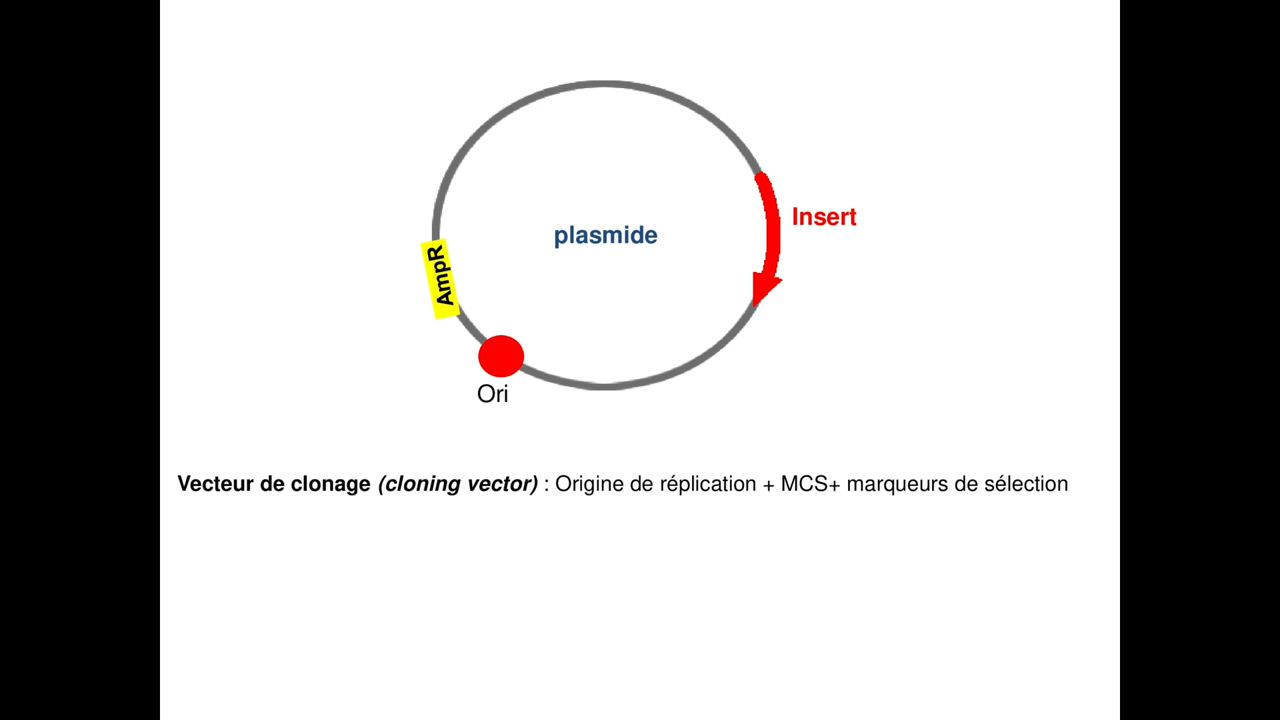 Insert
plasmide
AmpR
Ori
Vecteur de clonage (cloning vector) : Origine de réplication + MCS+ marqueurs de sélection